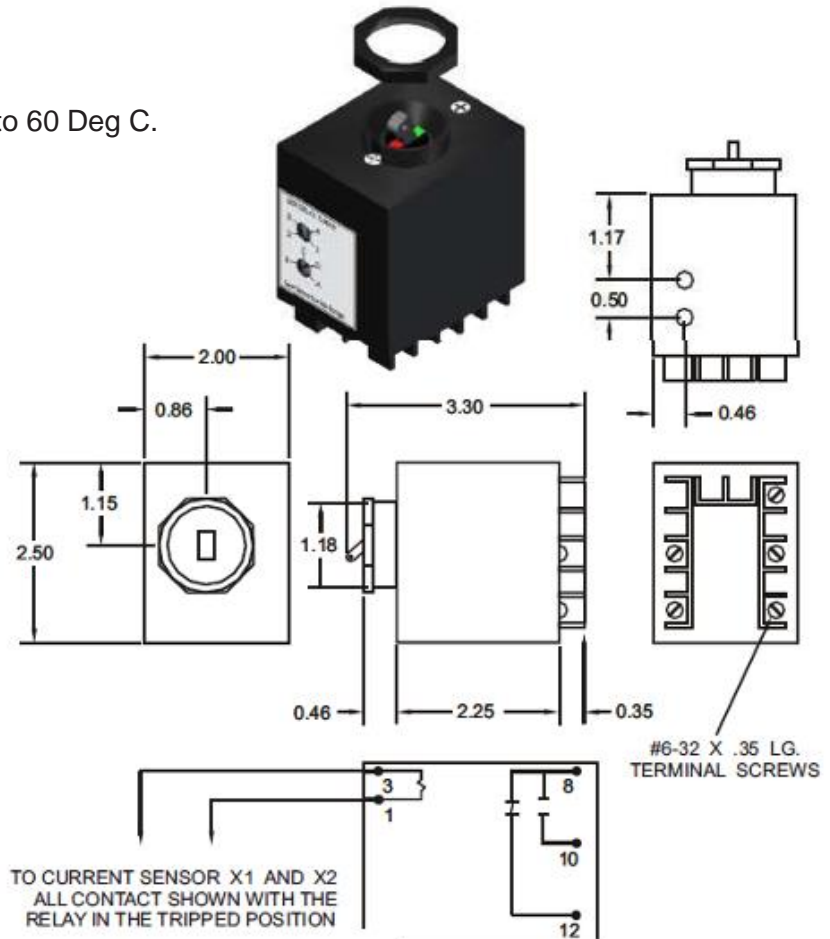 to 60 Deg C.
1.17
0.50
0.46
2.00
0.86
1.15
2.50
3.30
1.18
0.46
2.25
0.35
#6-32 X .35 LG.
TERMINAL SCREWS
3
1
8
10
12
TO CURRENT SENSOR X1 AND X2
ALL CONTACT SHOWN WITH THE
RELAY IN THE TRIPPED POSITION